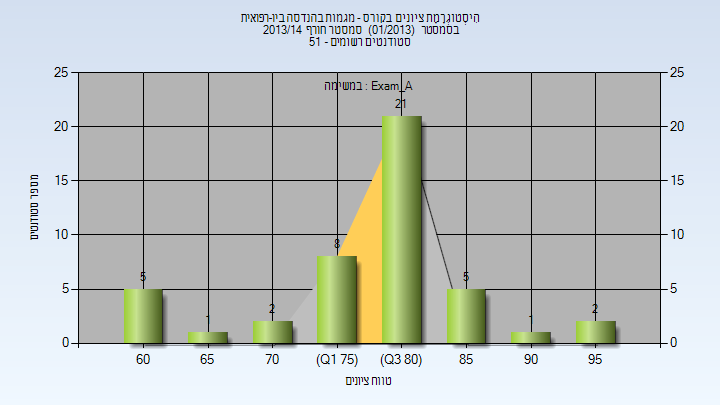 היסטוגרמת ציונים בקורס - מגמות בהנדסה ביו-רפואית
בסמסטר (01/2013) סמסטר חורף 2013/14
סטודנטים רשומים - 51
במשימה : Exam_A
25 25
20 20
15 15
10 10
5 5
0 0
מספר סטודנטים
5 1 2 8 21 5 1 2
60 65 70 (Q1 75) (Q3 80) 85 90 95
טווח ציונים